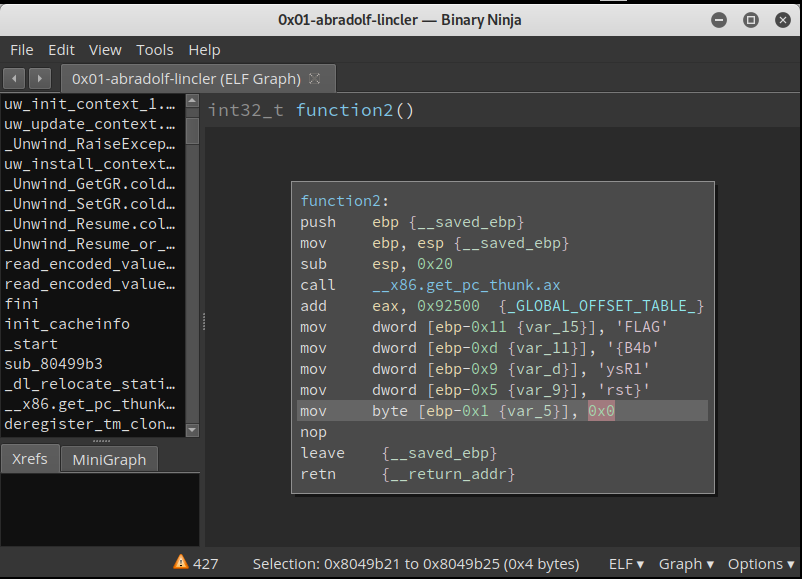 0x01-abradolf-lincler — Binary Ninja
File Edit View Tools Help
0x01-abradolf-lincler (ELF Graph)
uw_init_context_1.…
uw_update_context.…
_Unwind_RaiseExcep…
uw_install_context…
_Unwind_GetGR.cold…
_Unwind_SetGR.cold…
_Unwind_Resume.col…
_Unwind_Resume_or_…
read_encoded_value…
read_encoded_value…
fini
init_cacheinfo
_start
sub_80499b3
_dl_relocate_stati…
__x86.get_pc_thunk…
deregister_tm_clon…
Xrefs MiniGraph
int32_t function2()
function2:
push ebp {__saved_ebp}
mov ebp, esp {__saved_ebp}
sub esp, 0x20
call __x86.get_pc_thunk.ax
add eax, 0x92500 {_GLOBAL_OFFSET_TABLE_}
mov dword [ebp-0x11 {var_15}], 'FLAG'
mov dword [ebp-0xd {var_11}], '{B4b'
mov dword [ebp-0x9 {var_d}], 'ysR1'
mov dword [ebp-0x5 {var_9}], 'rst}'
mov byte [ebp-0x1 {var_5}], 0x0
nop
leave {__saved_ebp}
retn {__return_addr}
427 Selection: 0x8049b21 to 0x8049b25 (0x4 bytes) ELF ▾ Graph ▾ Options ▾